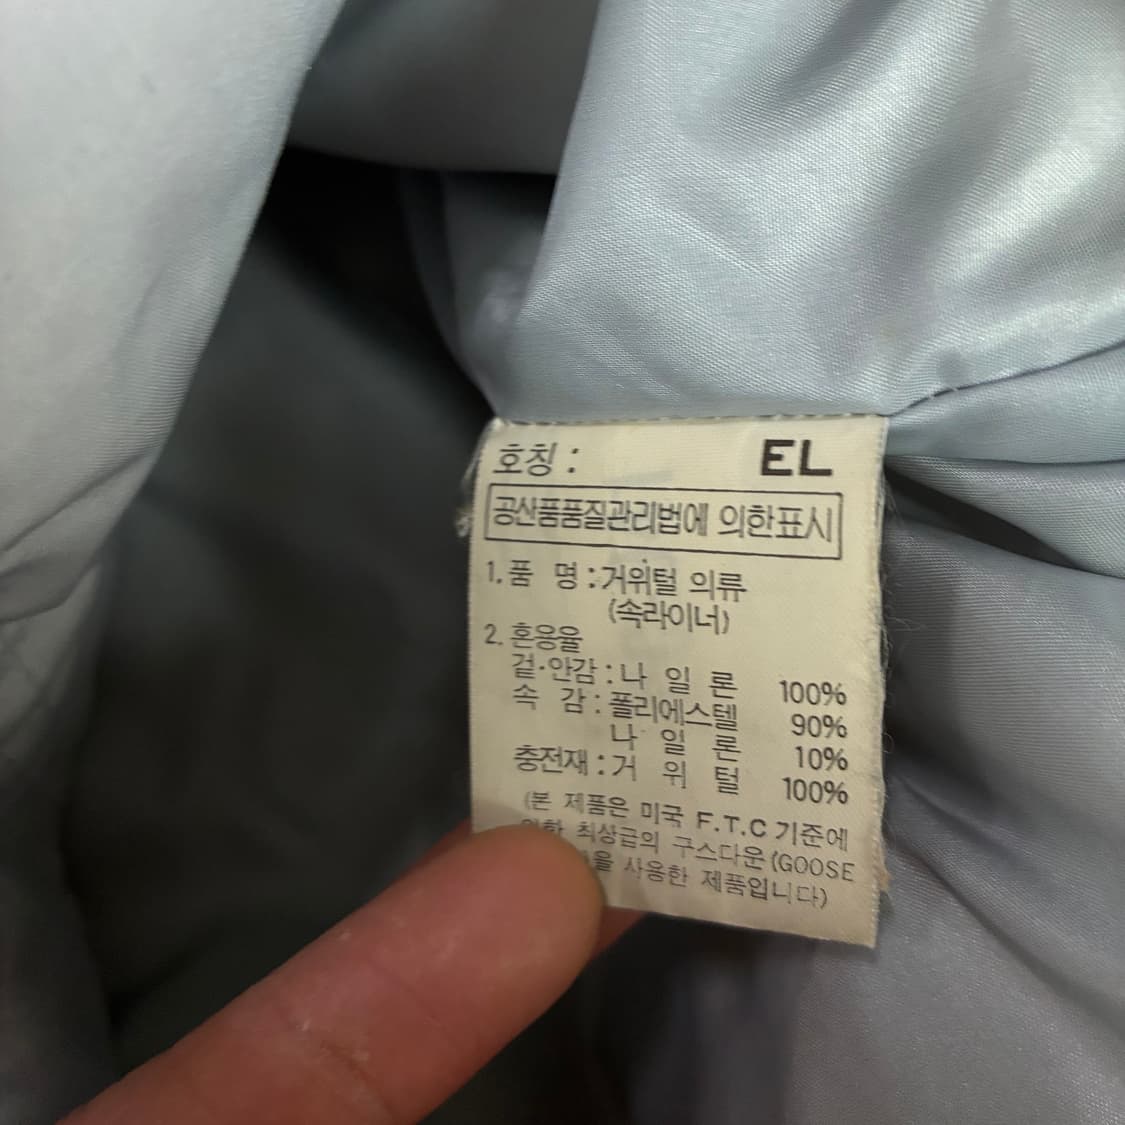 호칭 : EL
공산품품질관리법에 의한표시
1. 품 명 : 거위털 의류
(속라이너)
2. 혼용율
겉·안감 : 나 일 론 100%
속 감 : 폴리에스텔 90%
나 일 론 10%
충전재 : 거 위 털 100%
(본 제품은 미국 F.T.C 기준에
최상급의 구스다운 (GOOSE
사용한 제품입니다)